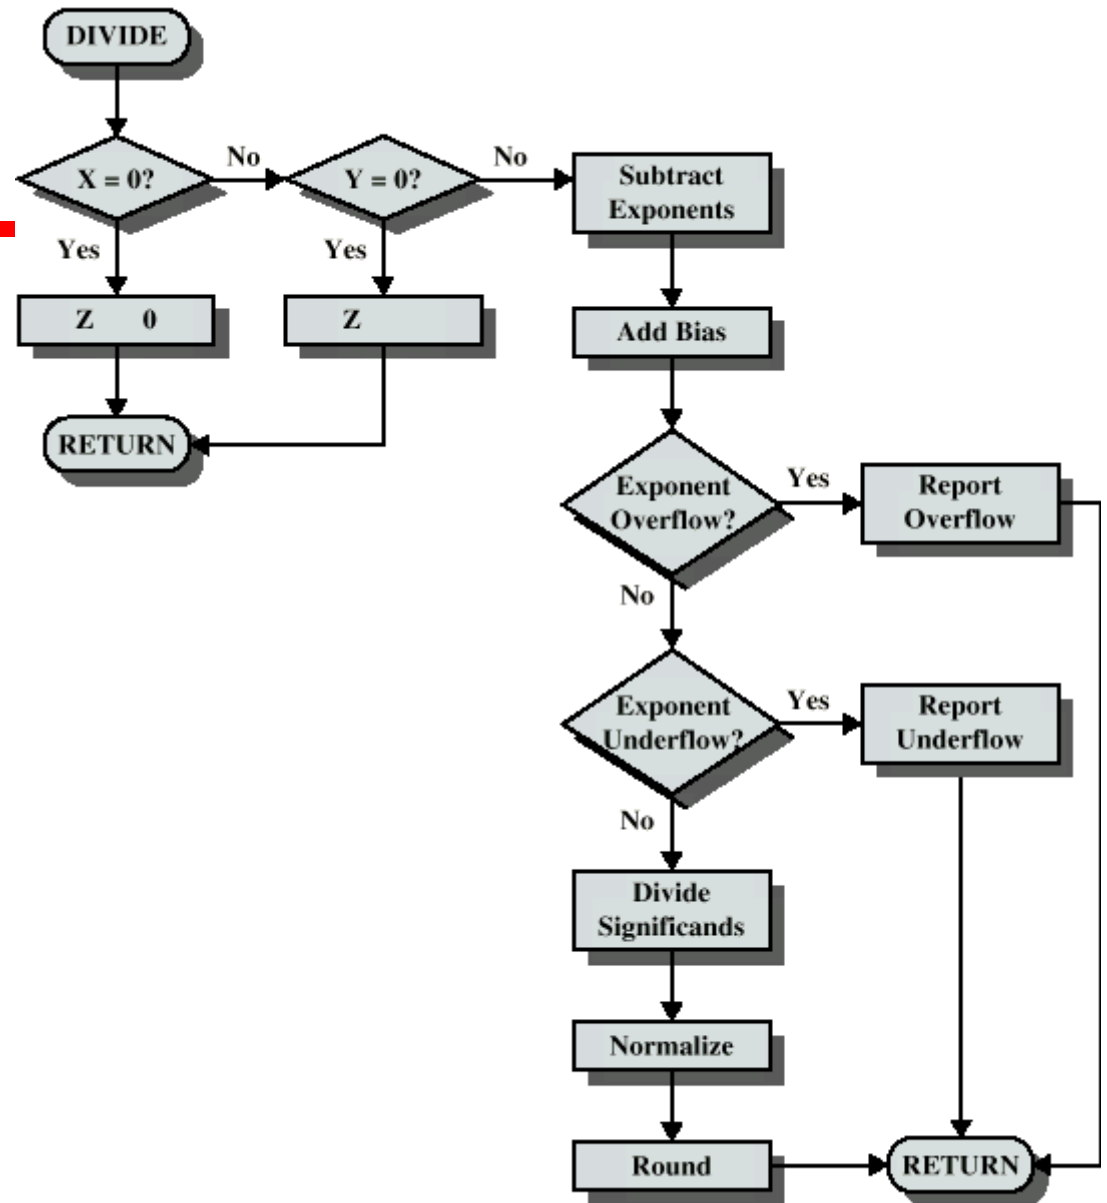 DIVIDE
X = 0?
No
Y = 0?
No
Subtract
Exponents
Yes
Yes
Z 0
Z
Add Bias
RETURN
Exponent
Overflow?
Yes
Report
Overflow
No
Exponent
Underflow?
Yes
Report
Underflow
No
Divide
Significands
Normalize
Round
RETURN